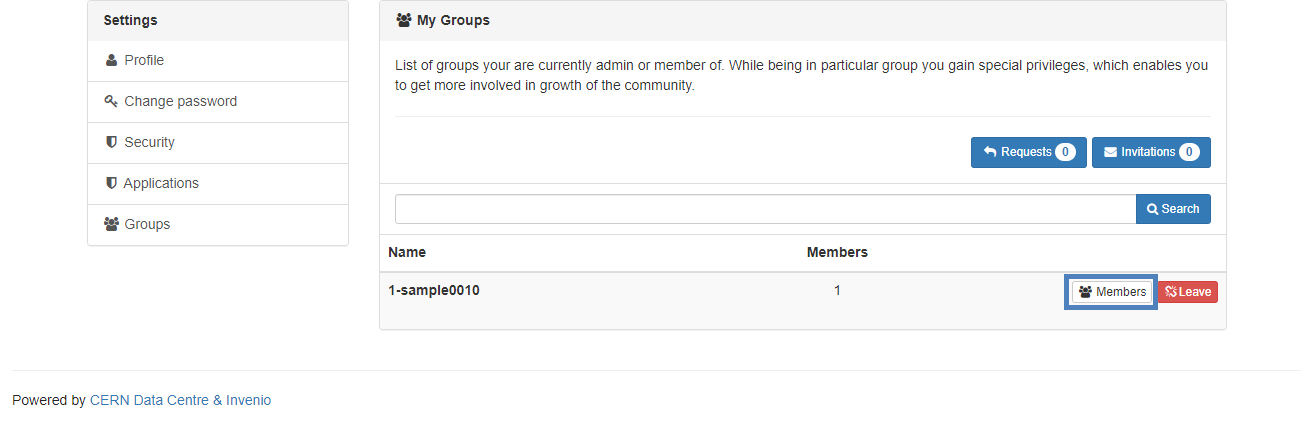 Settings
Profile
Change password
Security
Applications
Groups
My Groups
List of groups your are currently admin or member of. While being in particular group you gain special privileges, which enables you
to get more involved in growth of the community.
Requests 0 Invitations 0
Search
Name Members
1-sample0010 1 Members Leave
Powered by CERN Data Centre & Invenio